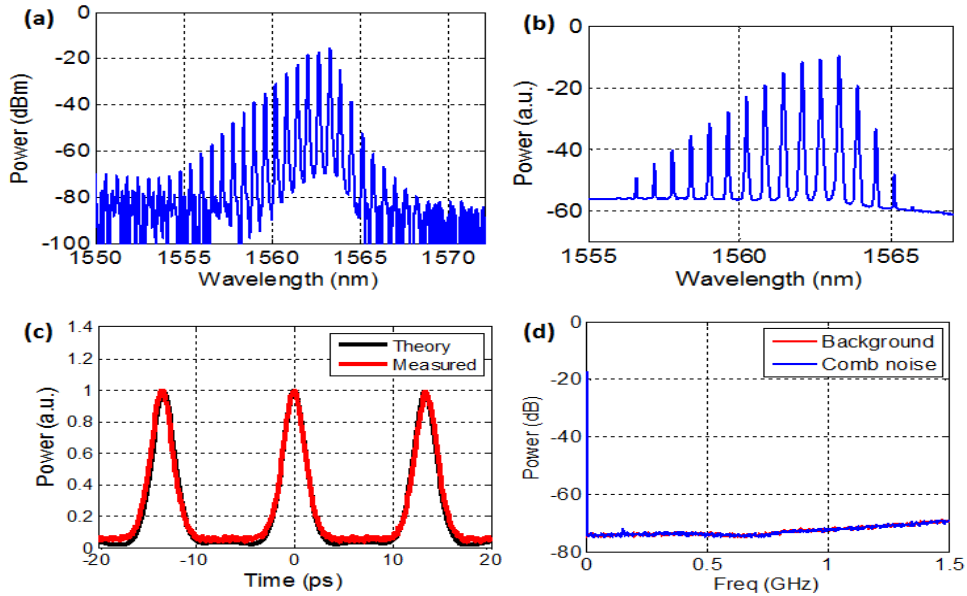 (a)
Power (dBm)
0
-20
-40
-60
-80
-100
1550 1555 1560 1565 1570
Wavelength (nm)
(b)
Power (a.u.)
0
-20
-40
-60
1555 1560 1565
Wavelength (nm)
(c)
Power (a.u.)
1.4
1.2
1
0.8
0.6
0.4
0.2
0
-20 -10 0 10 20
Time (ps)
Theory
Measured
(d)
Power (dB)
0
-20
-40
-60
-80
0 0.5 1 1.5
Freq (GHz)
Background
Comb noise